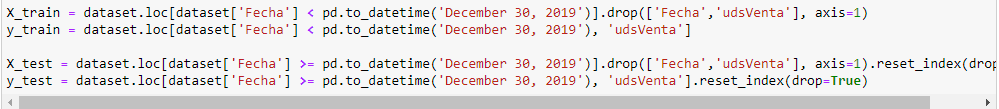 X_train = dataset.loc[dataset['Fecha'] < pd.to_datetime('December 30, 2019')].drop(['Fecha','udsVenta'], axis=1)
y_train = dataset.loc[dataset['Fecha'] < pd.to_datetime('December 30, 2019'), 'udsVenta']
X_test = dataset.loc[dataset['Fecha'] >= pd.to_datetime('December 30, 2019')].drop(['Fecha','udsVenta'], axis=1).reset_index(drop
y_test = dataset.loc[dataset['Fecha'] >= pd.to_datetime('December 30, 2019'), 'udsVenta'].reset_index(drop=True)